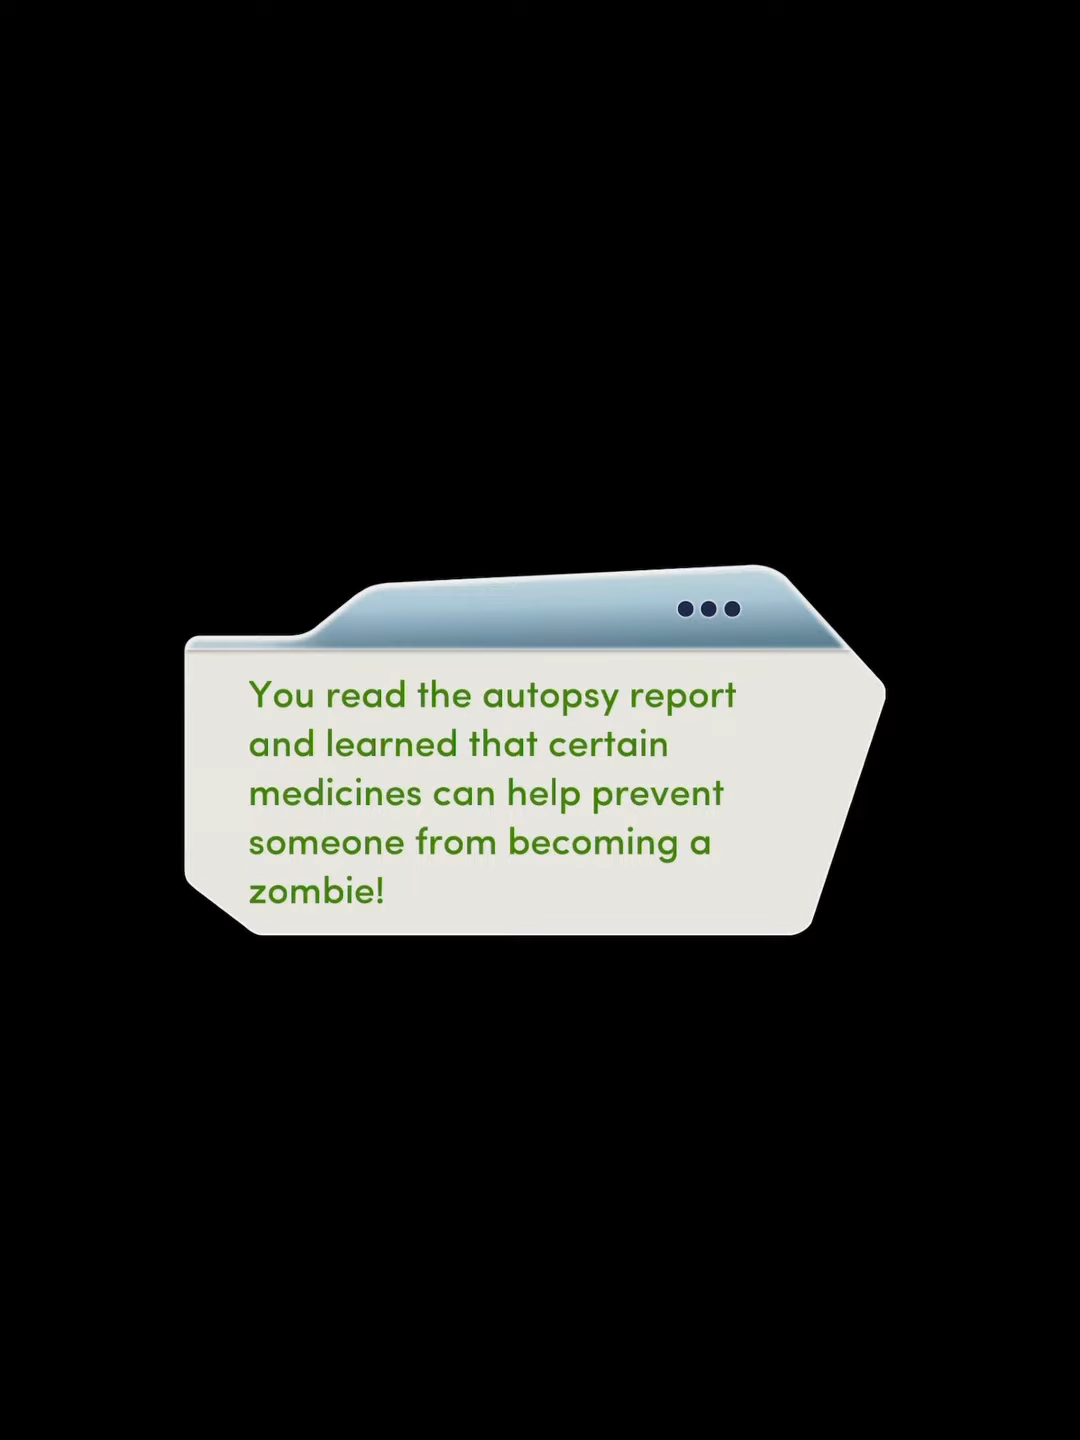 You read the autopsy report
and learned that certain
medicines can help prevent
someone from becoming a
zombie!